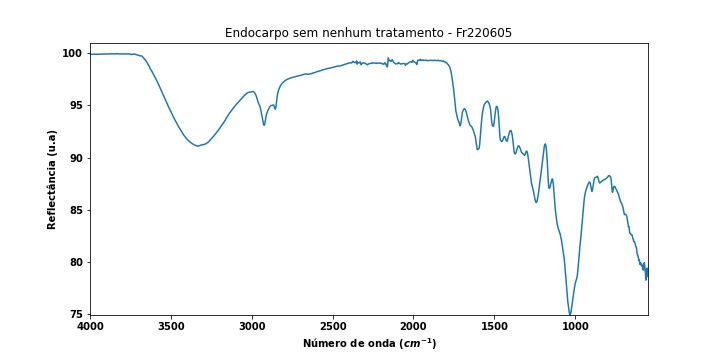 Endocarpo sem nenhum tratamento - Fr220605
Reflectância (u.a)
100
95
90
85
80
75
4000 3500 3000 2500 2000 1500 1000
Número de onda (cm⁻¹)